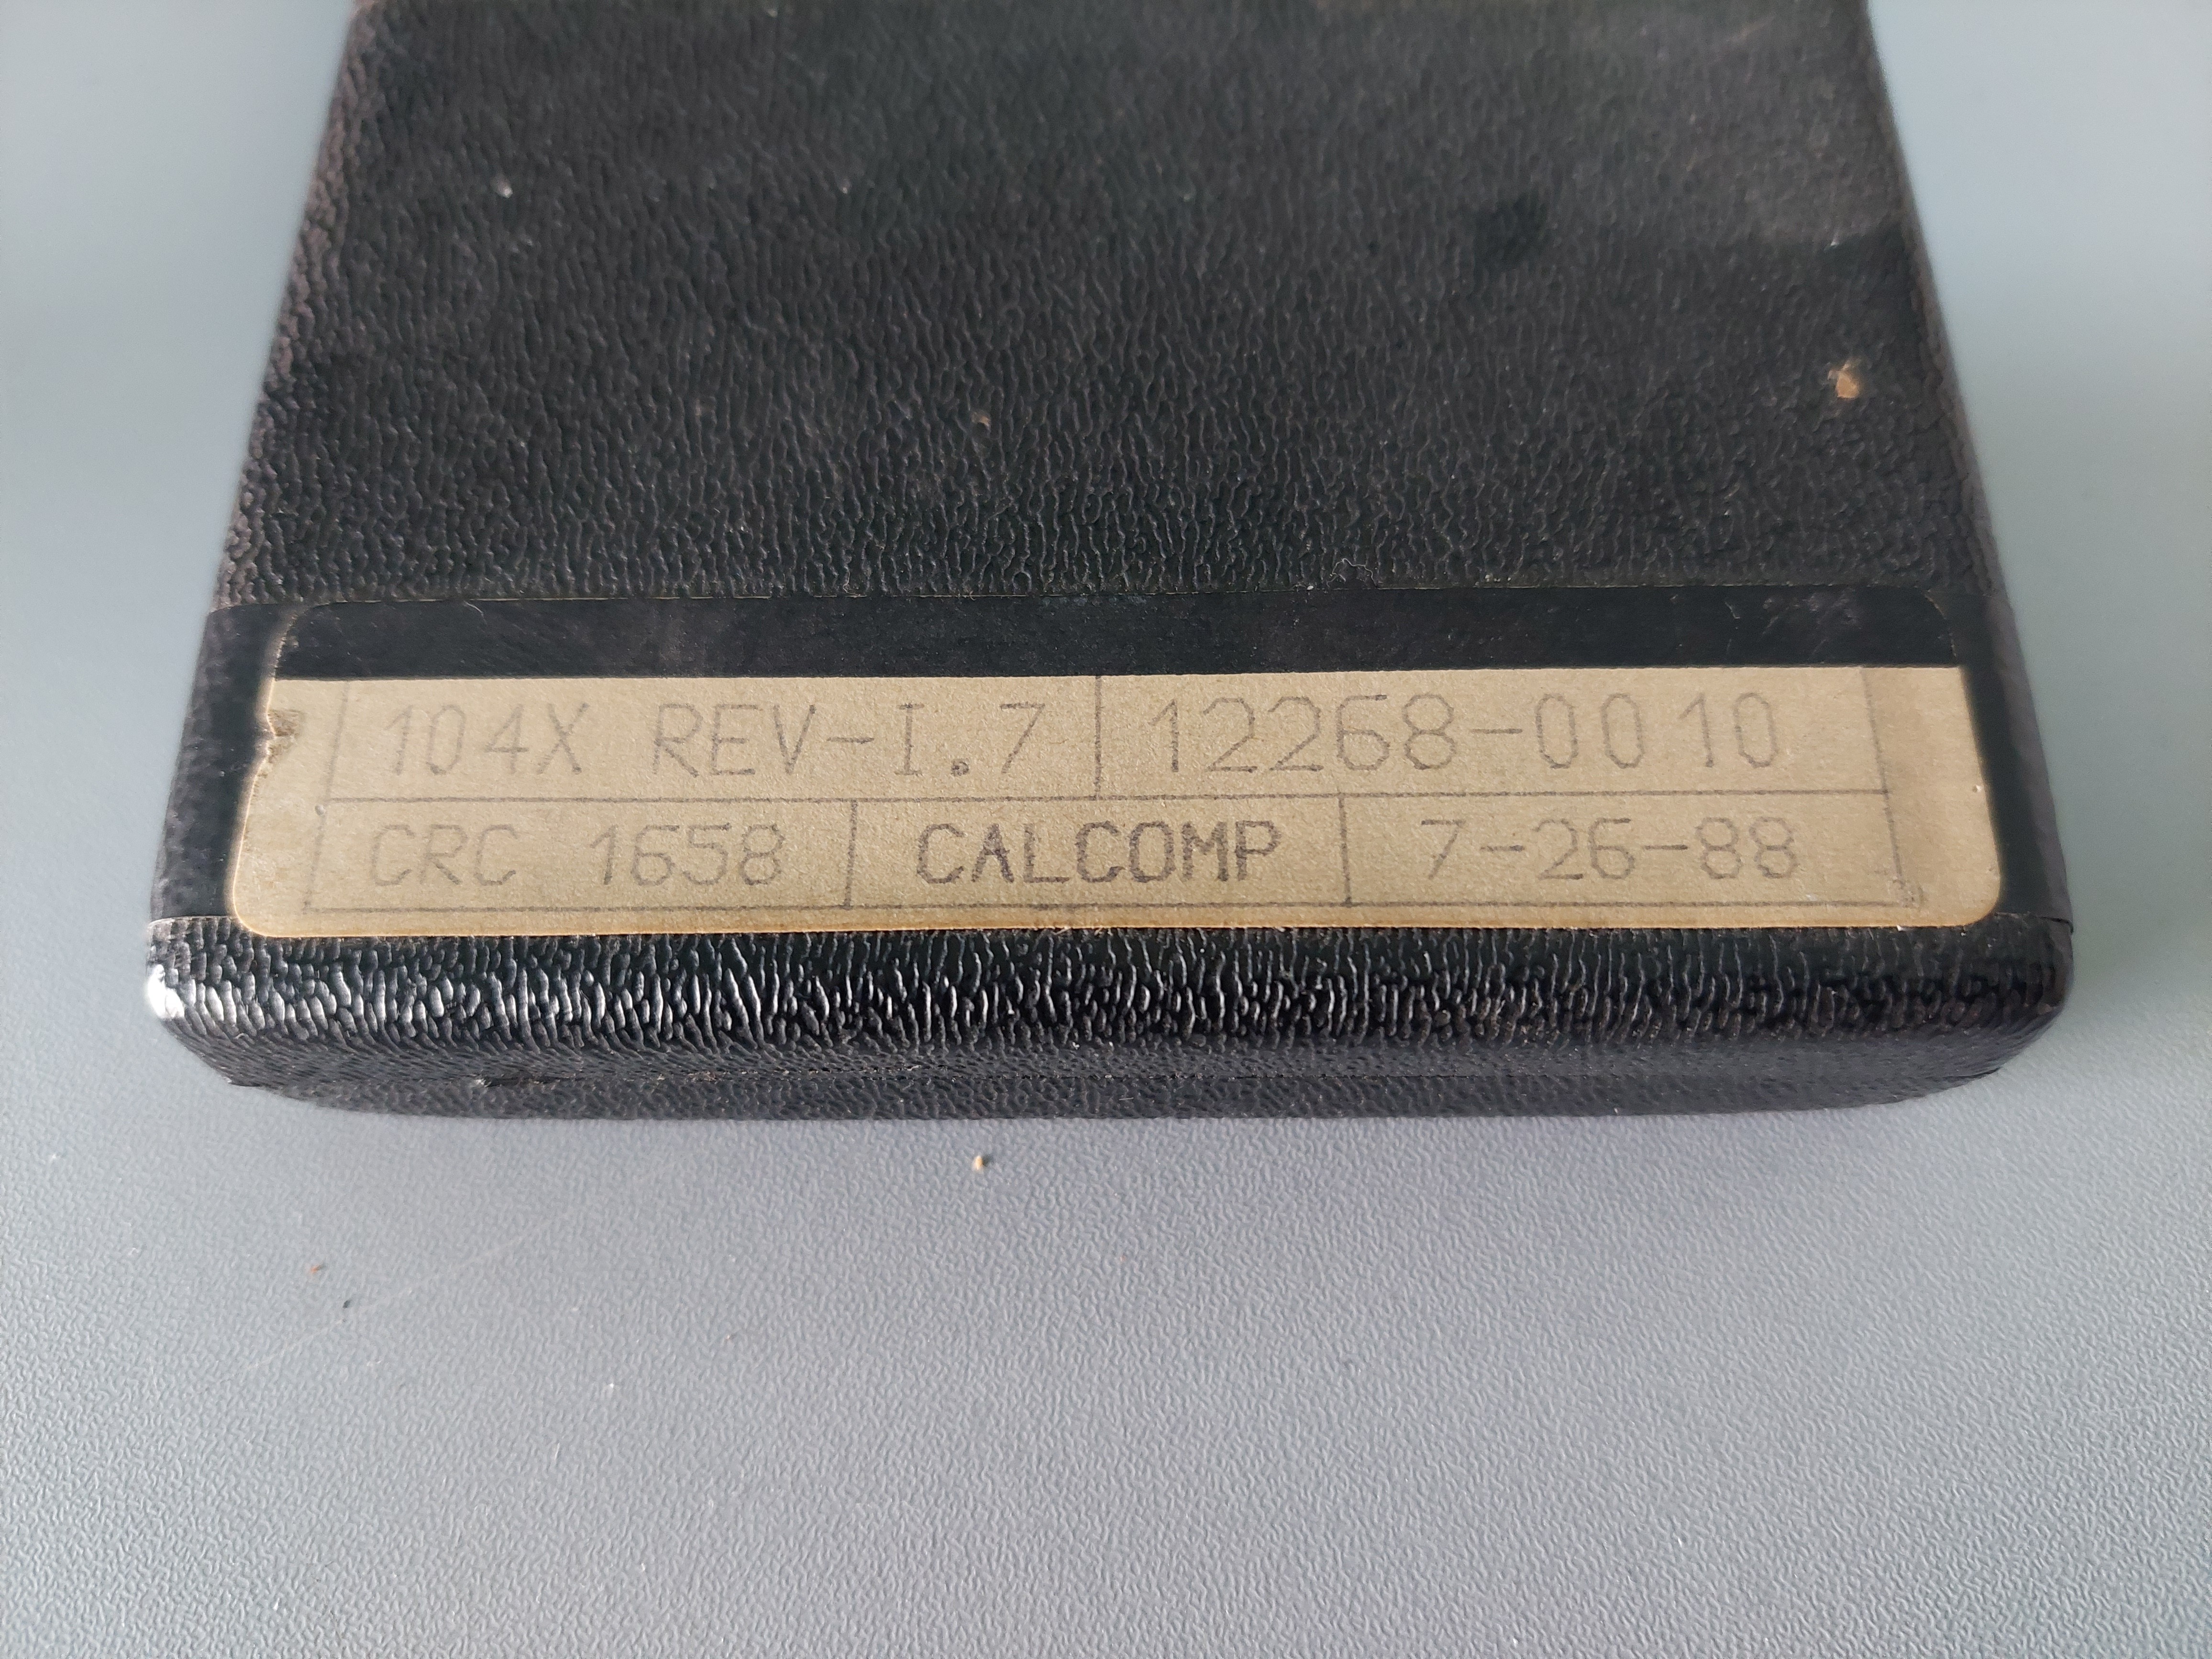 104X REV-I.7 12268-0010
CRC 1658 CALCOMP 7-26-88